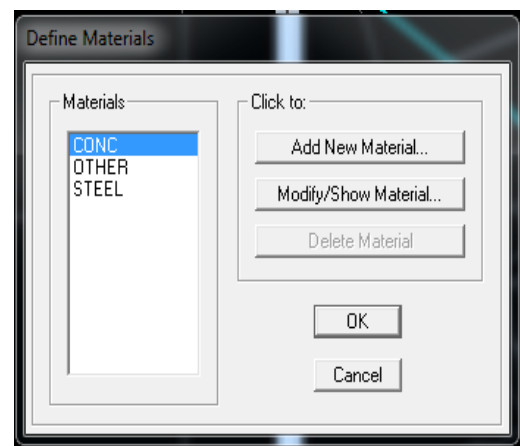 Define Materials
Materials
CONC
OTHER
STEEL
Click to:
Add New Material...
Modify/Show Material...
Delete Material
OK
Cancel